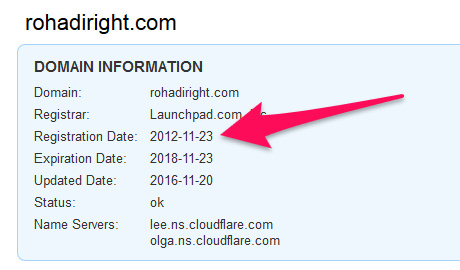 rohadiright.com
DOMAIN INFORMATION
Domain: rohadiright.com
Registrar: Launchpad.com
Registration Date: 2012-11-23
Expiration Date: 2018-11-23
Updated Date: 2016-11-20
Status: ok
Name Servers: lee.ns.cloudflare.com
olga.ns.cloudflare.com